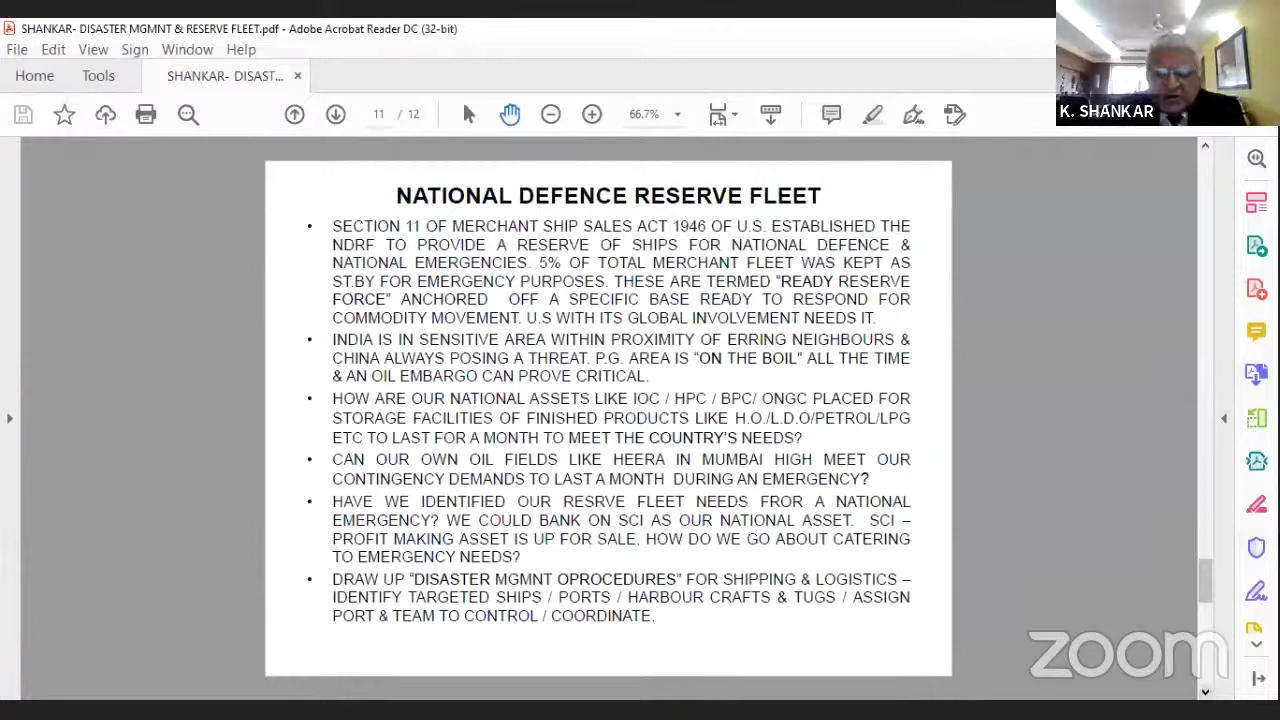 SHANKAR- DISASTER MGMNT & RESERVE FLEET.pdf - Adobe Acrobat Reader DC (32-bit)
File Edit View Sign Window Help
Home Tools SHANKAR- DISAST... ×
11 / 12 66.7%
K. SHANKAR
NATIONAL DEFENCE RESERVE FLEET
• SECTION 11 OF MERCHANT SHIP SALES ACT 1946 OF U.S. ESTABLISHED THE
NDRF TO PROVIDE A RESERVE OF SHIPS FOR NATIONAL DEFENCE &
NATIONAL EMERGENCIES. 5% OF TOTAL MERCHANT FLEET WAS KEPT AS
ST.BY FOR EMERGENCY PURPOSES. THESE ARE TERMED “READY RESERVE
FORCE” ANCHORED OFF A SPECIFIC BASE READY TO RESPOND FOR
COMMODITY MOVEMENT. U.S WITH ITS GLOBAL INVOLVEMENT NEEDS IT.
• INDIA IS IN SENSITIVE AREA WITHIN PROXIMITY OF ERRING NEIGHBOURS &
CHINA ALWAYS POSING A THREAT. P.G. AREA IS “ON THE BOIL” ALL THE TIME
& AN OIL EMBARGO CAN PROVE CRITICAL.
• HOW ARE OUR NATIONAL ASSETS LIKE IOC / HPC / BPC/ ONGC PLACED FOR
STORAGE FACILITIES OF FINISHED PRODUCTS LIKE H.O./L.D.O/PETROL/LPG
ETC TO LAST FOR A MONTH TO MEET THE COUNTRY’S NEEDS?
• CAN OUR OWN OIL FIELDS LIKE HEERA IN MUMBAI HIGH MEET OUR
CONTINGENCY DEMANDS TO LAST A MONTH DURING AN EMERGENCY?
• HAVE WE IDENTIFIED OUR RESRVE FLEET NEEDS FROR A NATIONAL
EMERGENCY? WE COULD BANK ON SCI AS OUR NATIONAL ASSET. SCI –
PROFIT MAKING ASSET IS UP FOR SALE. HOW DO WE GO ABOUT CATERING
TO EMERGENCY NEEDS?
• DRAW UP “DISASTER MGMNT OPROCEDURES” FOR SHIPPING & LOGISTICS –
IDENTIFY TARGETED SHIPS / PORTS / HARBOUR CRAFTS & TUGS / ASSIGN
PORT & TEAM TO CONTROL / COORDINATE.
zoom